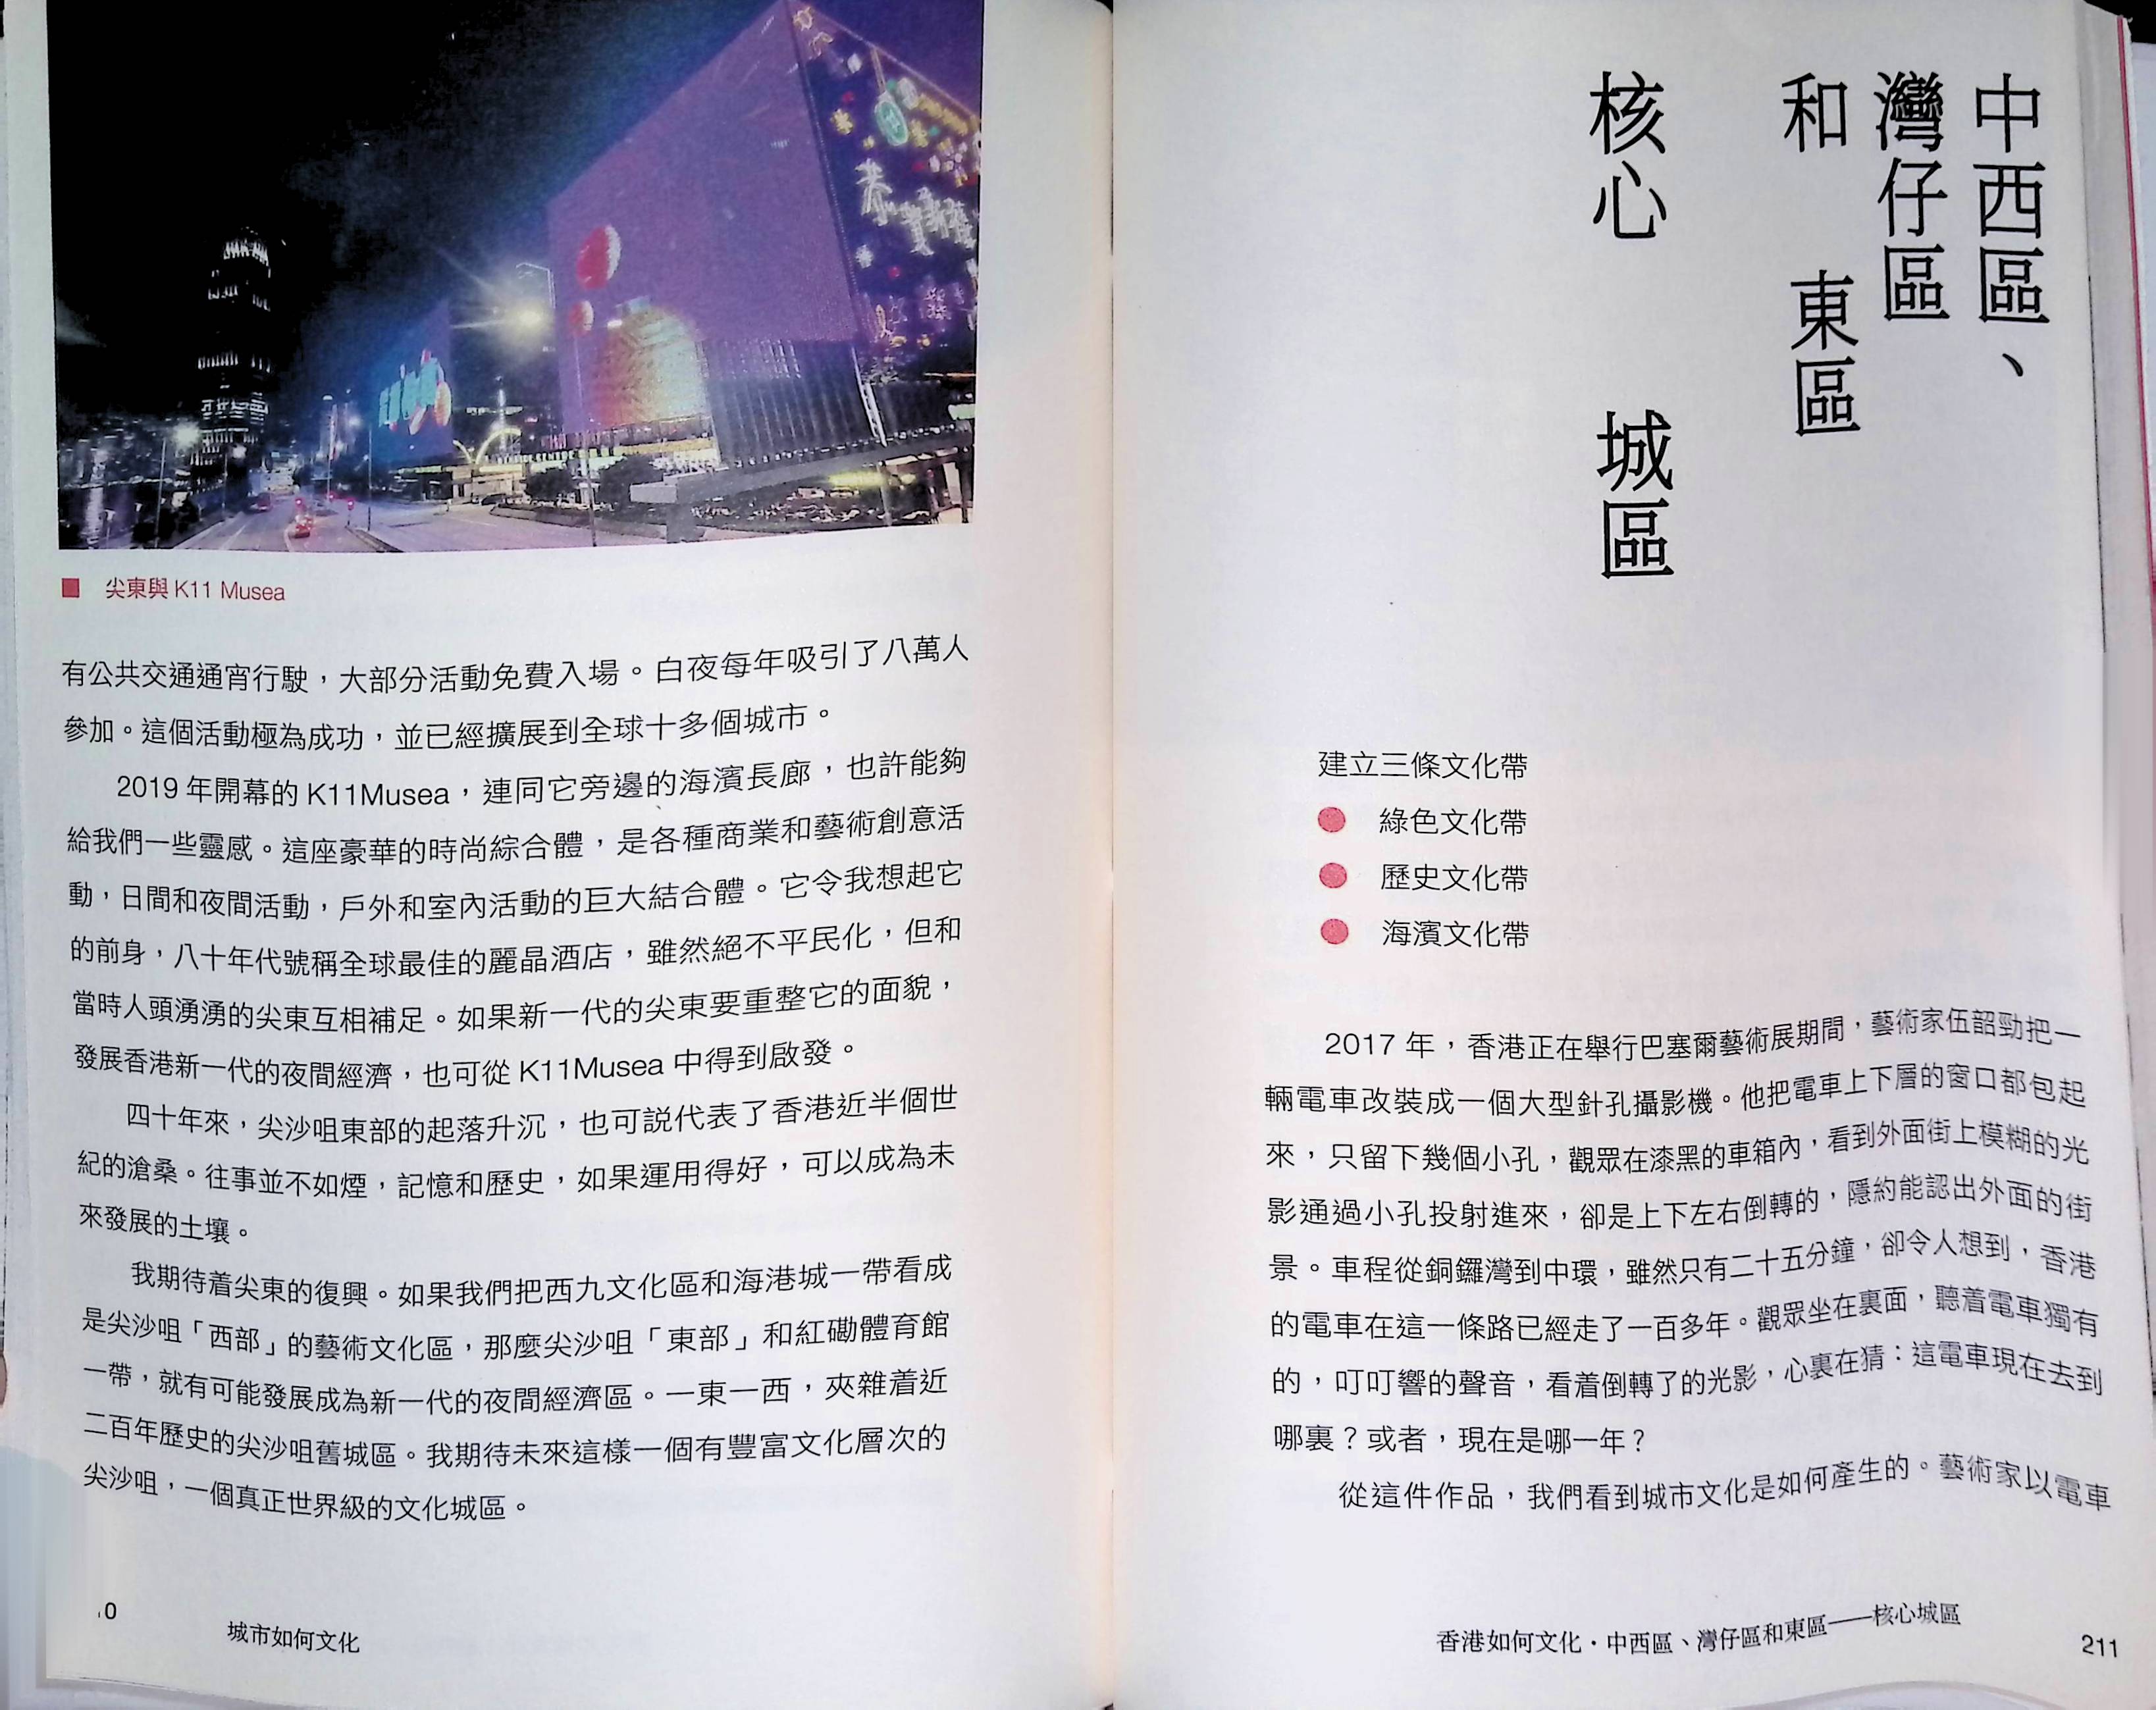 尖東與 K11 Musea
有公共交通通宵行駛，大部分活動免費入場。白夜每年吸引了八萬人
參加。這個活動極為成功，並已經擴展到全球十多個城市。
2019 年開幕的 K11Musea，連同它旁邊的海濱長廊，也許能夠
給我們一些靈感。這座豪華的時尚綜合體，是各種商業和藝術創意活
動，日間和夜間活動，戶外和室內活動的巨大結合體。它令我想起它
的前身，八十年代號稱全球最佳的麗晶酒店，雖然絕不平民化，但和
當時人頭湧湧的尖東互相補足。如果新一代的尖東要重整它的面貌，
發展香港新一代的夜間經濟，也可從 K11Musea 中得到啟發。
四十年來，尖沙咀東部的起落升沉，也可説代表了香港近半個世
紀的滄桑。往事並不如煙，記憶和歷史，如果運用得好，可以成為未
來發展的土壤。
我期待着尖東的復興。如果我們把西九文化區和海港城一帶看成
是尖沙咀「西部」的藝術文化區，那麼尖沙咀「東部」和紅磡體育館
一帶，就有可能發展成為新一代的夜間經濟區。一東一西，夾雜着近
二百年歷史的尖沙咀舊城區。我期待未來這樣一個有豐富文化層次的
尖沙咀，一個真正世界級的文化城區。
0
城市如何文化
中西區、
灣仔區
和 東區
核心 城區
建立三條文化帶
● 綠色文化帶
● 歷史文化帶
● 海濱文化帶
2017 年，香港正在舉行巴塞爾藝術展期間，藝術家伍韶勁把一
輛電車改裝成一個大型針孔攝影機。他把電車上下層的窗口都包起
來，只留下幾個小孔，觀眾在漆黑的車箱內，看到外面街上模糊的光
影通過小孔投射進來，卻是上下左右倒轉的，隱約能認出外面的街
景。車程從銅鑼灣到中環，雖然只有二十五分鐘，卻令人想到，香港
的電車在這一條路已經走了一百多年。觀眾坐在裏面，聽着電車獨有
的，叮叮響的聲音，看着倒轉了的光影，心裏在猜：這電車現在去到
哪裏？或者，現在是哪一年？
從這件作品，我們看到城市文化是如何產生的。藝術家以電車
香港如何文化・中西區、灣仔區和東區——核心城區
211